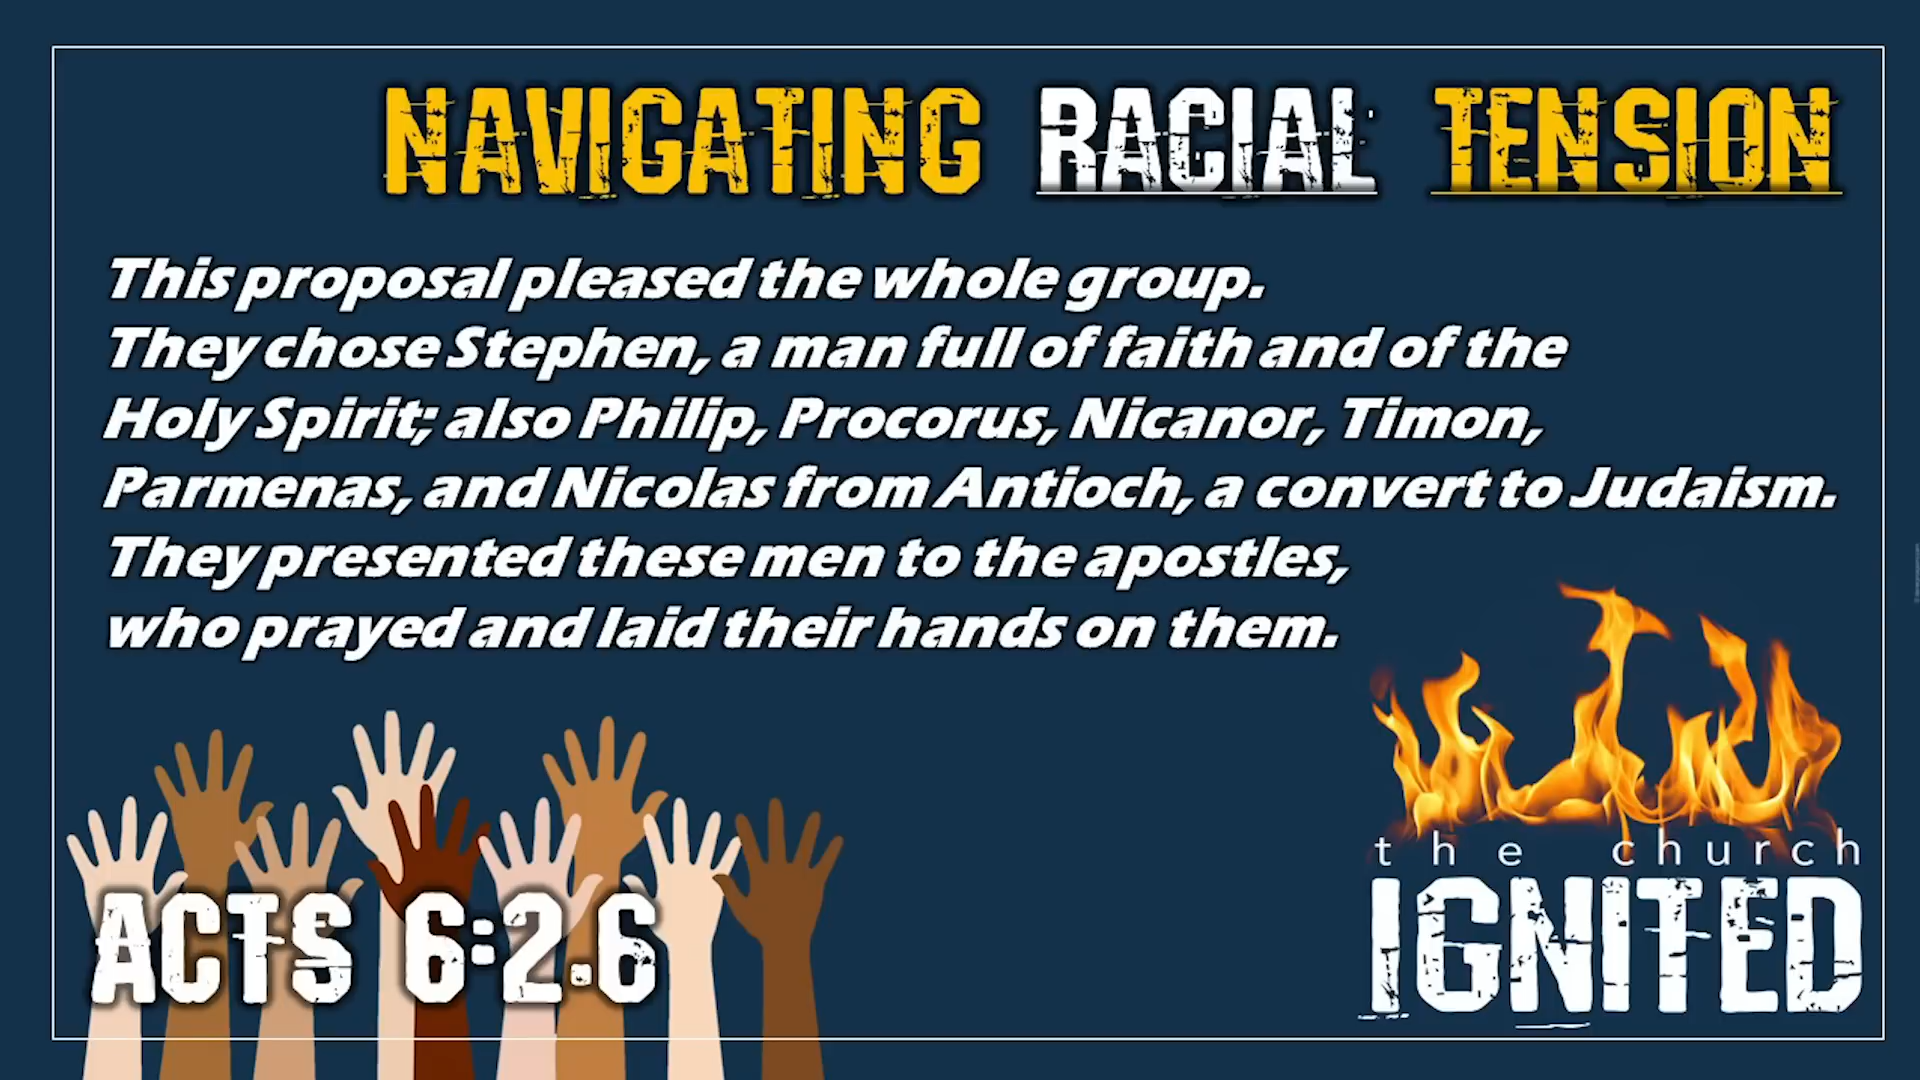 NAVIGATING RACIAL TENSION
This proposal pleased the whole group.
They chose Stephen, a man full of faith and of the
Holy Spirit; also Philip, Procorus, Nicanor, Timon,
Parmenas, and Nicolas from Antioch, a convert to Judaism.
They presented these men to the apostles,
who prayed and laid their hands on them.
ACTS 6:2.6
the church
IGNITED